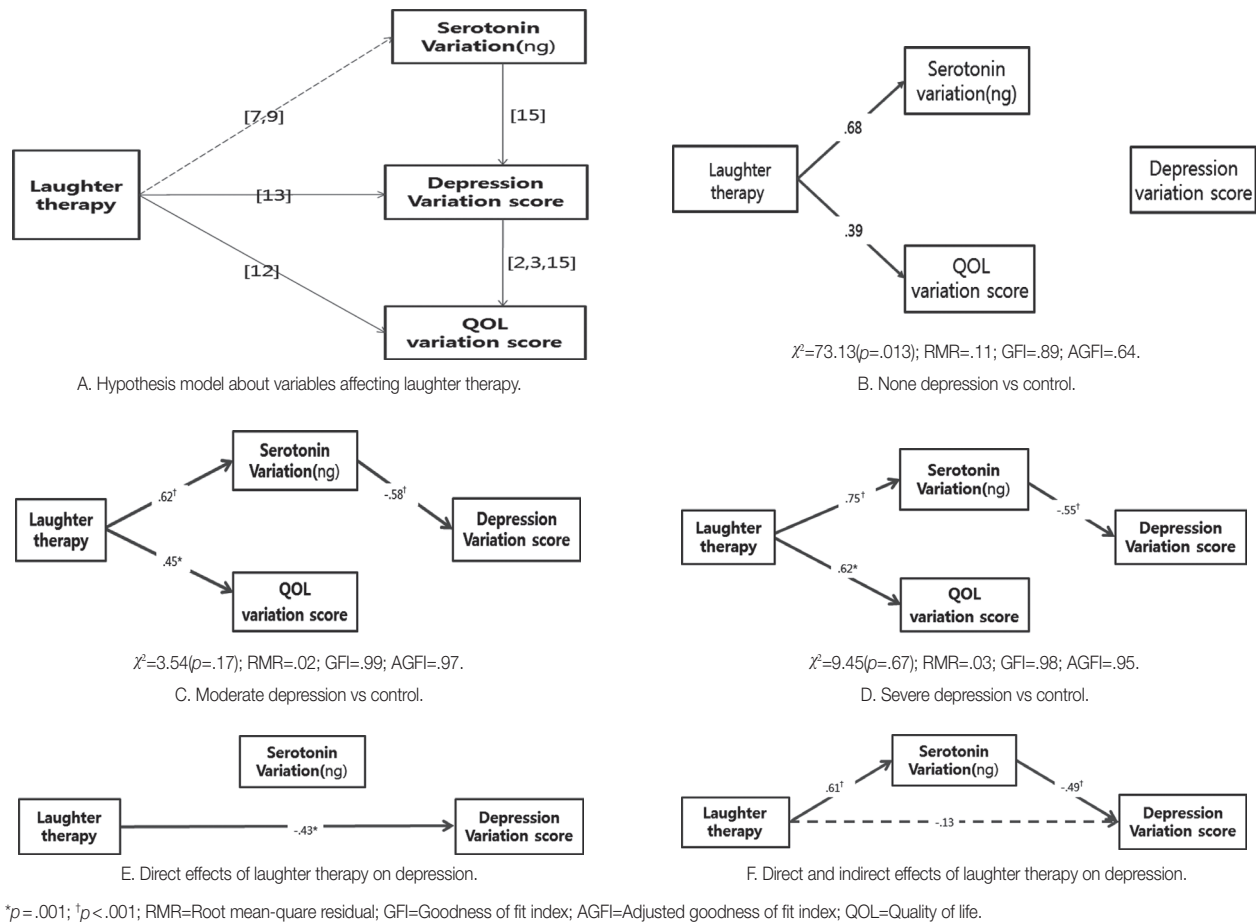 Serotonin
Variation(ng)
[7,9]
[15]
Laughter
therapy
[13]
Depression
Variation score
[12]
[2,3,15]
QOL
variation score
A. Hypothesis model about variables affecting laughter therapy.
Serotonin
variation(ng)
.68
Laughter
therapy
Depression
variation score
.39
QOL
variation score
χ²=73.13(p=.013); RMR=.11; GFI=.89; AGFI=.64.
B. None depression vs control.
Serotonin
Variation(ng)
.62†
-.58†
Laughter
therapy
Depression
Variation score
.45*
QOL
variation score
χ²=3.54(p=.17); RMR=.02; GFI=.99; AGFI=.97.
C. Moderate depression vs control.
Serotonin
Variation(ng)
.75†
-.55†
Laughter
therapy
Depression
Variation score
.62*
QOL
variation score
χ²=9.45(p=.67); RMR=.03; GFI=.98; AGFI=.95.
D. Severe depression vs control.
Serotonin
Variation(ng)
Laughter
therapy
-.43*
Depression
Variation score
E. Direct effects of laughter therapy on depression.
Serotonin
Variation(ng)
.61†
-.49†
Laughter
therapy
-.13
Depression
Variation score
F. Direct and indirect effects of laughter therapy on depression.
*p=.001; †p<.001; RMR=Root mean-quare residual; GFI=Goodness of fit index; AGFI=Adjusted goodness of fit index; QOL=Quality of life.